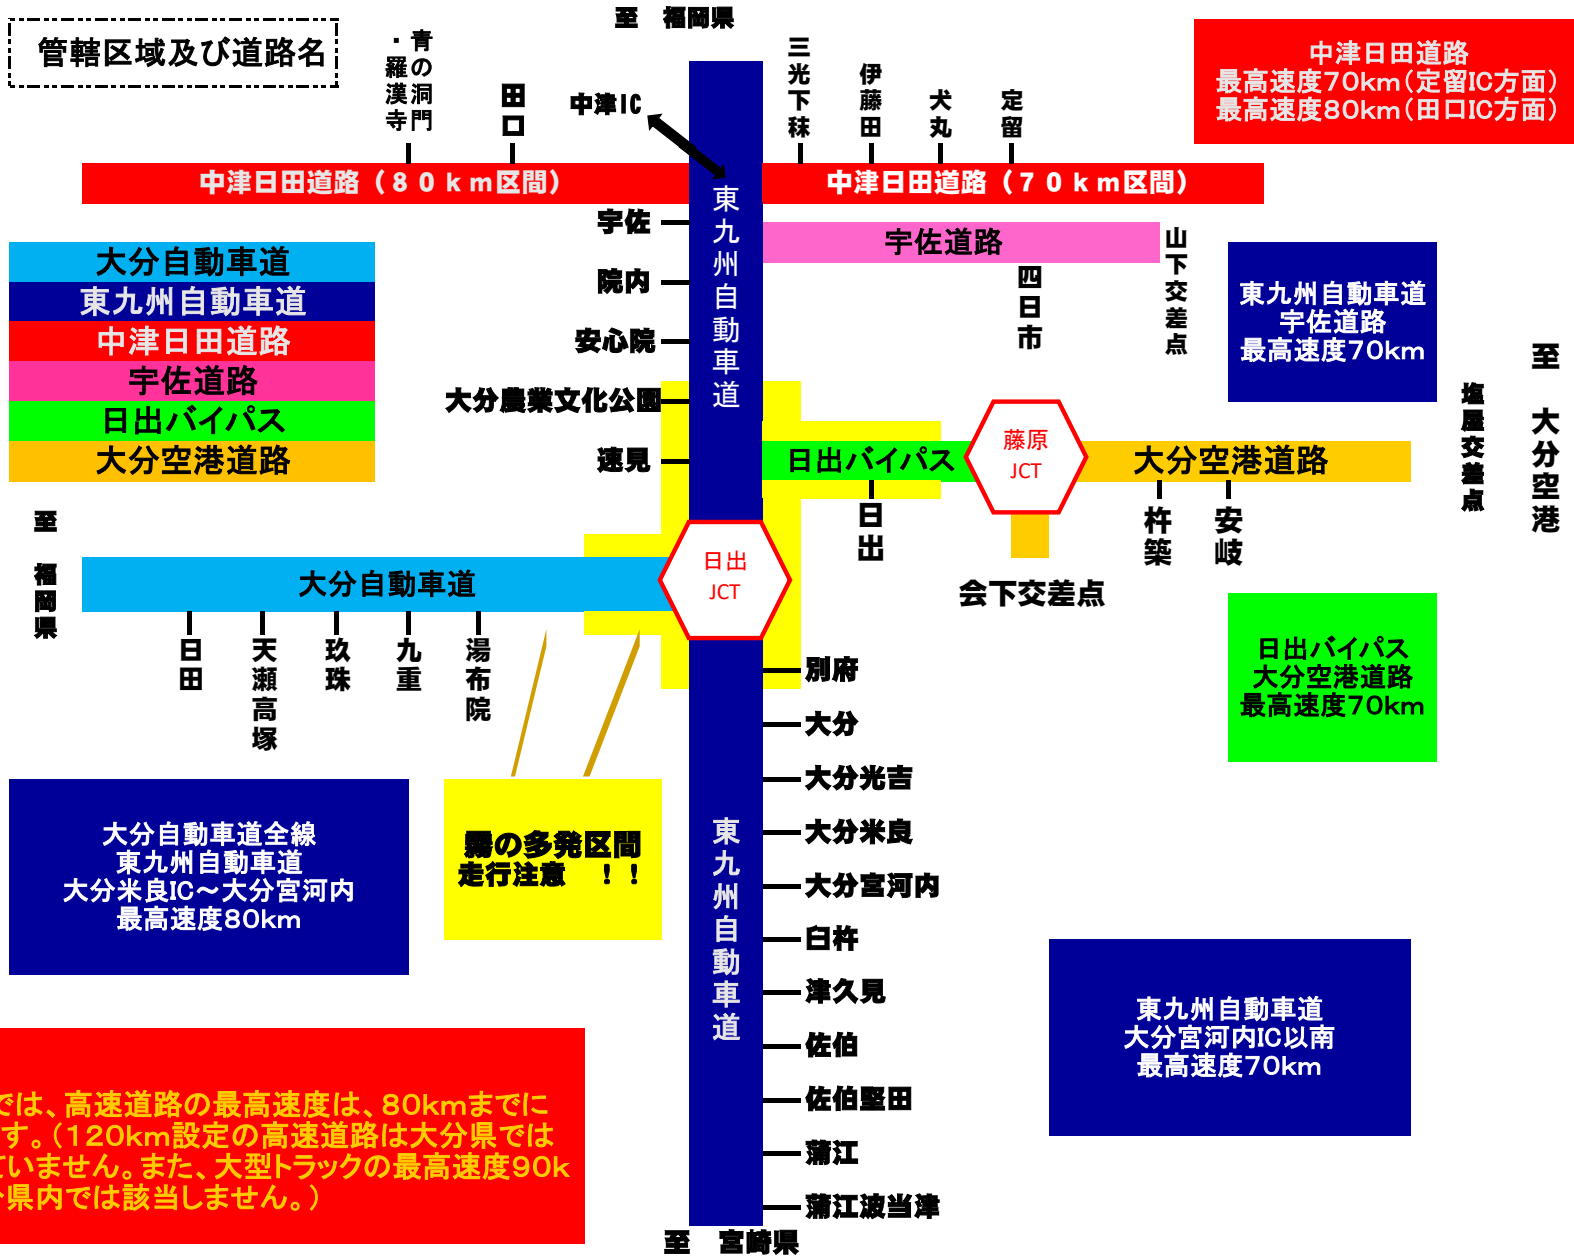 至　福岡県
管轄区域及び道路名
青の洞門
・羅漢寺
田口
中津IC
三光下秣
伊藤田
犬丸
定留
中津日田道路
最高速度70km（定留IC方面）
最高速度80km（田口IC方面）
中津日田道路（８０ｋｍ区間）
中津日田道路（７０ｋｍ区間）
東九州自動車道
宇佐
院内
安心院
大分農業文化公園
速見
宇佐道路
四日市
山下交差点
東九州自動車道
宇佐道路
最高速度70km
大分自動車道
東九州自動車道
中津日田道路
宇佐道路
日出バイパス
大分空港道路
日出バイパス
日出
藤原
JCT
大分空港道路
杵築
安岐
会下交差点
塩屋交差点
至　大分空港
至　福岡県
大分自動車道
日出
JCT
日田
天瀬高塚
玖珠
九重
湯布院
日出バイパス
大分空港道路
最高速度70km
大分自動車道全線
東九州自動車道
大分米良IC～大分宮河内
最高速度80km
霧の多発区間
走行注意　！！
東九州自動車道
別府
大分
大分光吉
大分米良
大分宮河内
臼杵
津久見
佐伯
佐伯堅田
蒲江
蒲江波当津
至　宮崎県
東九州自動車道
大分宮河内IC以南
最高速度70km
では、高速道路の最高速度は、80kmまでに
す。（120km設定の高速道路は大分県では
ていません。また、大型トラックの最高速度90k
県内では該当しません。）